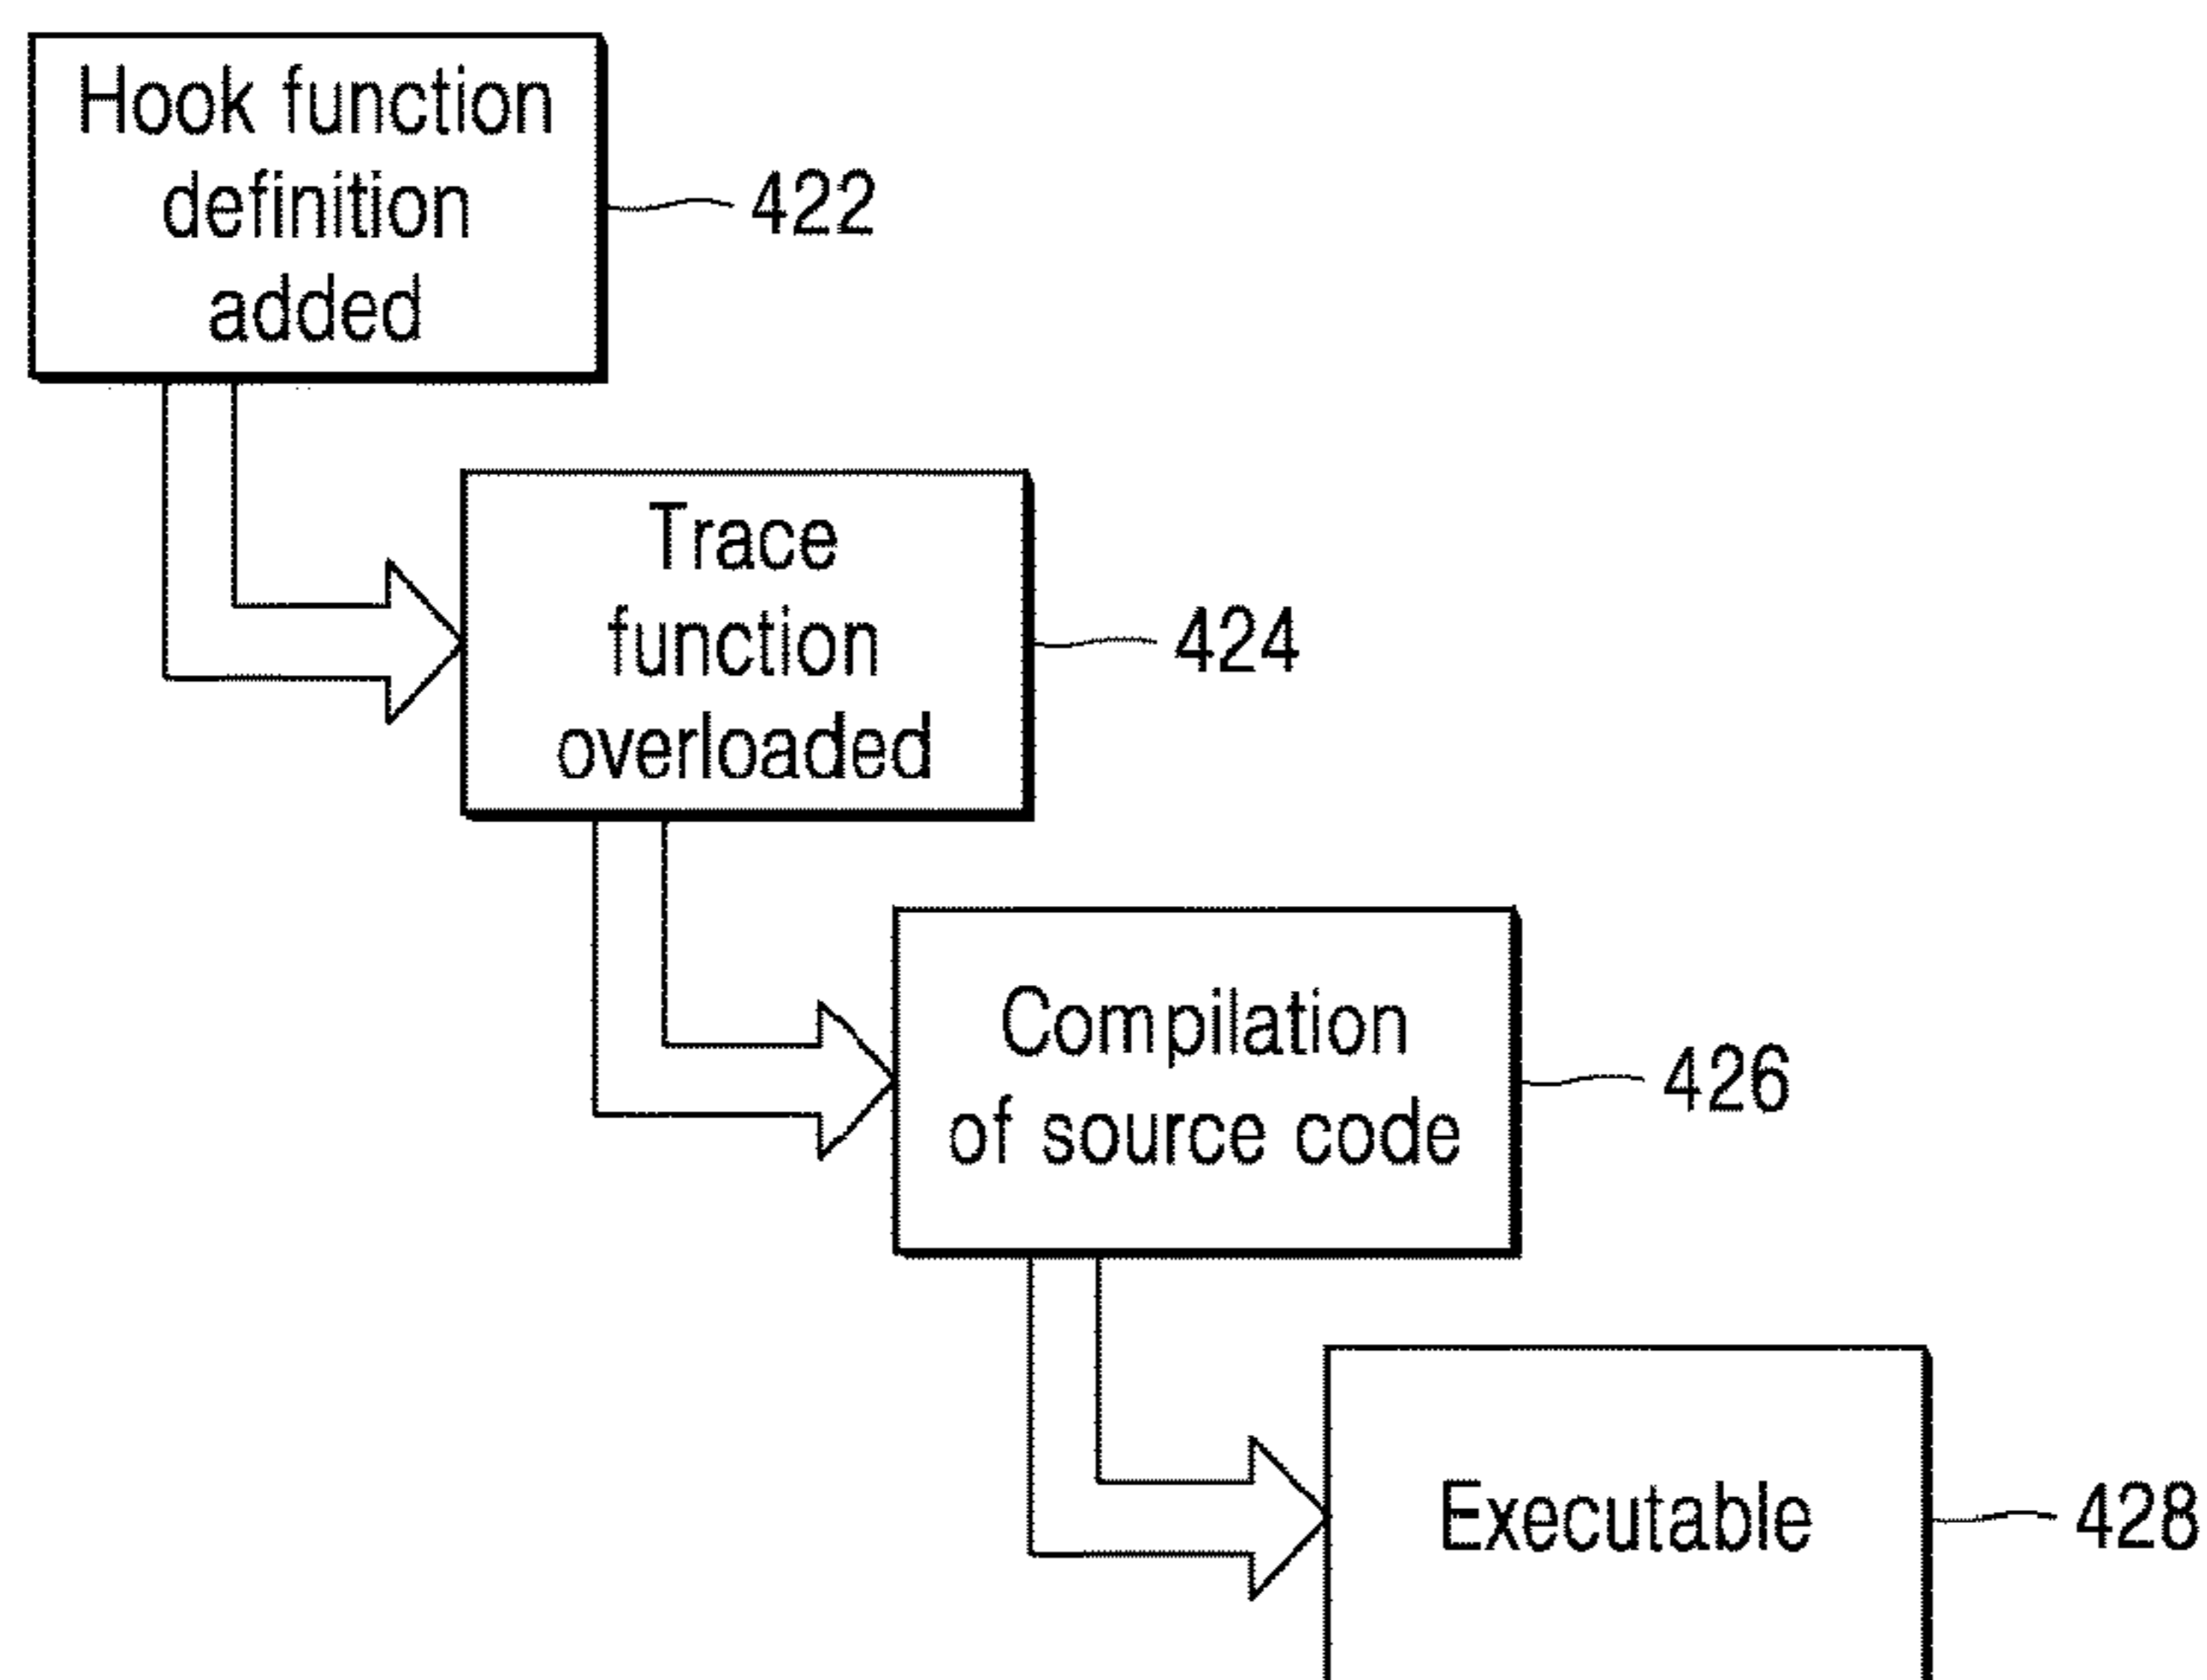 Hook function
definition
added
422
Trace
function
overloaded
424
Compilation
of source code
426
Executable
428